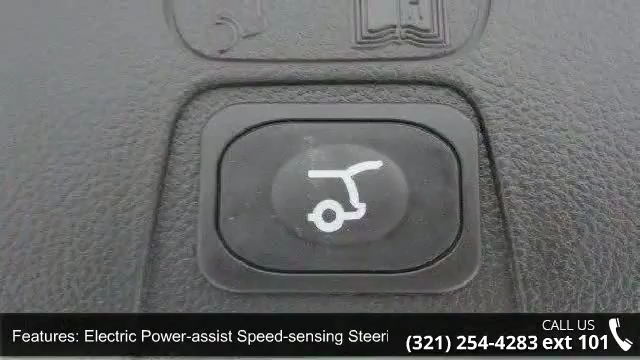 CALL US
Features: Electric Power-assist Speed-sensing Steeri
(321) 254-4283 ext 101